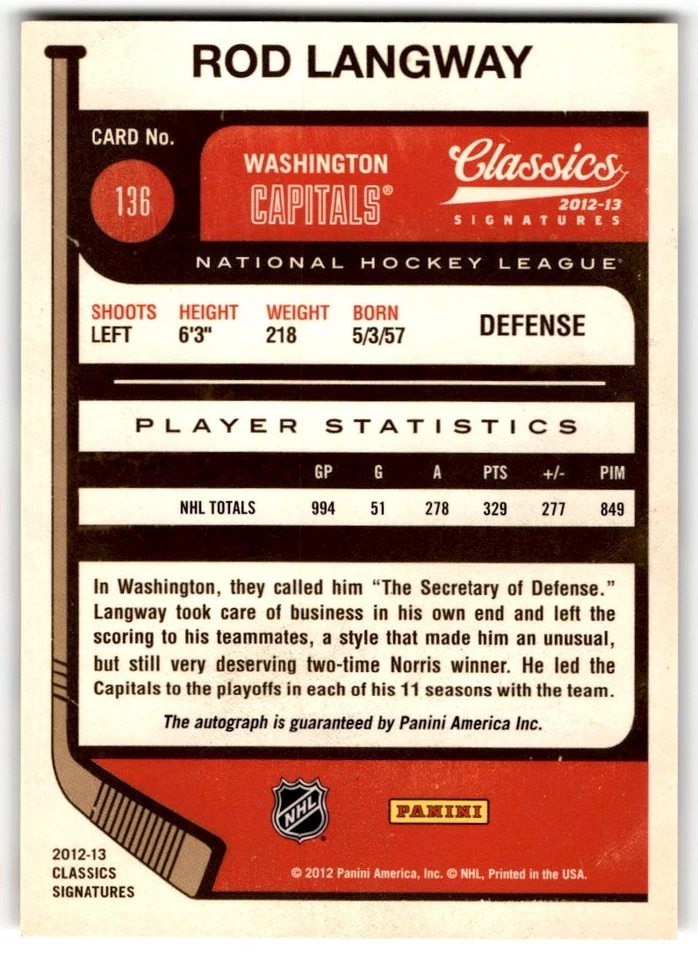 ROD LANGWAY
CARD No.
136
WASHINGTON
CAPITALS®
Classics
2012-13
SIGNATURES
NATIONAL HOCKEY LEAGUE®
SHOOTS HEIGHT WEIGHT BORN
LEFT 6'3" 218 5/3/57
DEFENSE
PLAYER STATISTICS
GP G A PTS +/- PIM
NHL TOTALS 994 51 278 329 277 849
In Washington, they called him “The Secretary of Defense.”
Langway took care of business in his own end and left the
scoring to his teammates, a style that made him an unusual,
but still very deserving two-time Norris winner. He led the
Capitals to the playoffs in each of his 11 seasons with the team.
The autograph is guaranteed by Panini America Inc.
NHL
PANINI
2012-13
CLASSICS
SIGNATURES
© 2012 Panini America, Inc. © NHL, Printed in the USA.